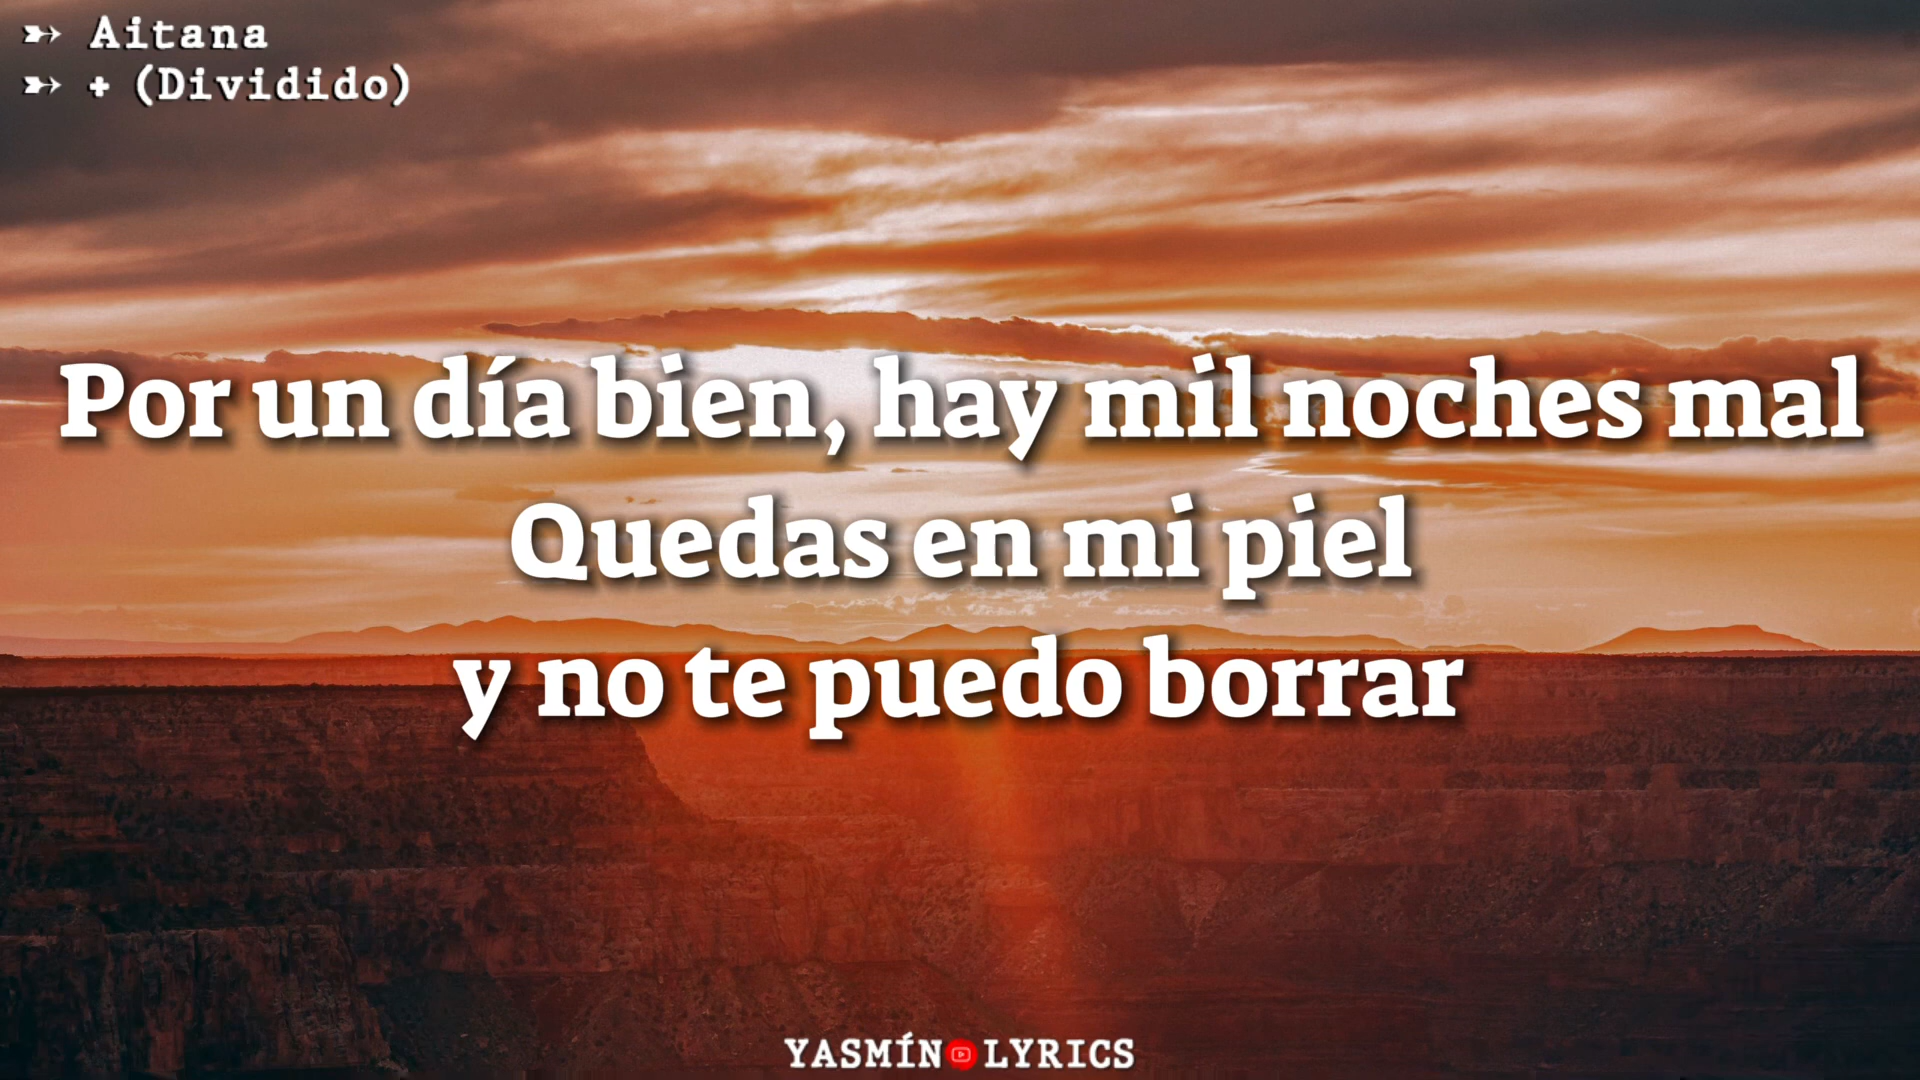 ➳ Aitana
➳ + (Dividido)
Por un día bien, hay mil noches mal
Quedas en mi piel
y no te puedo borrar
YASMÍN LYRICS